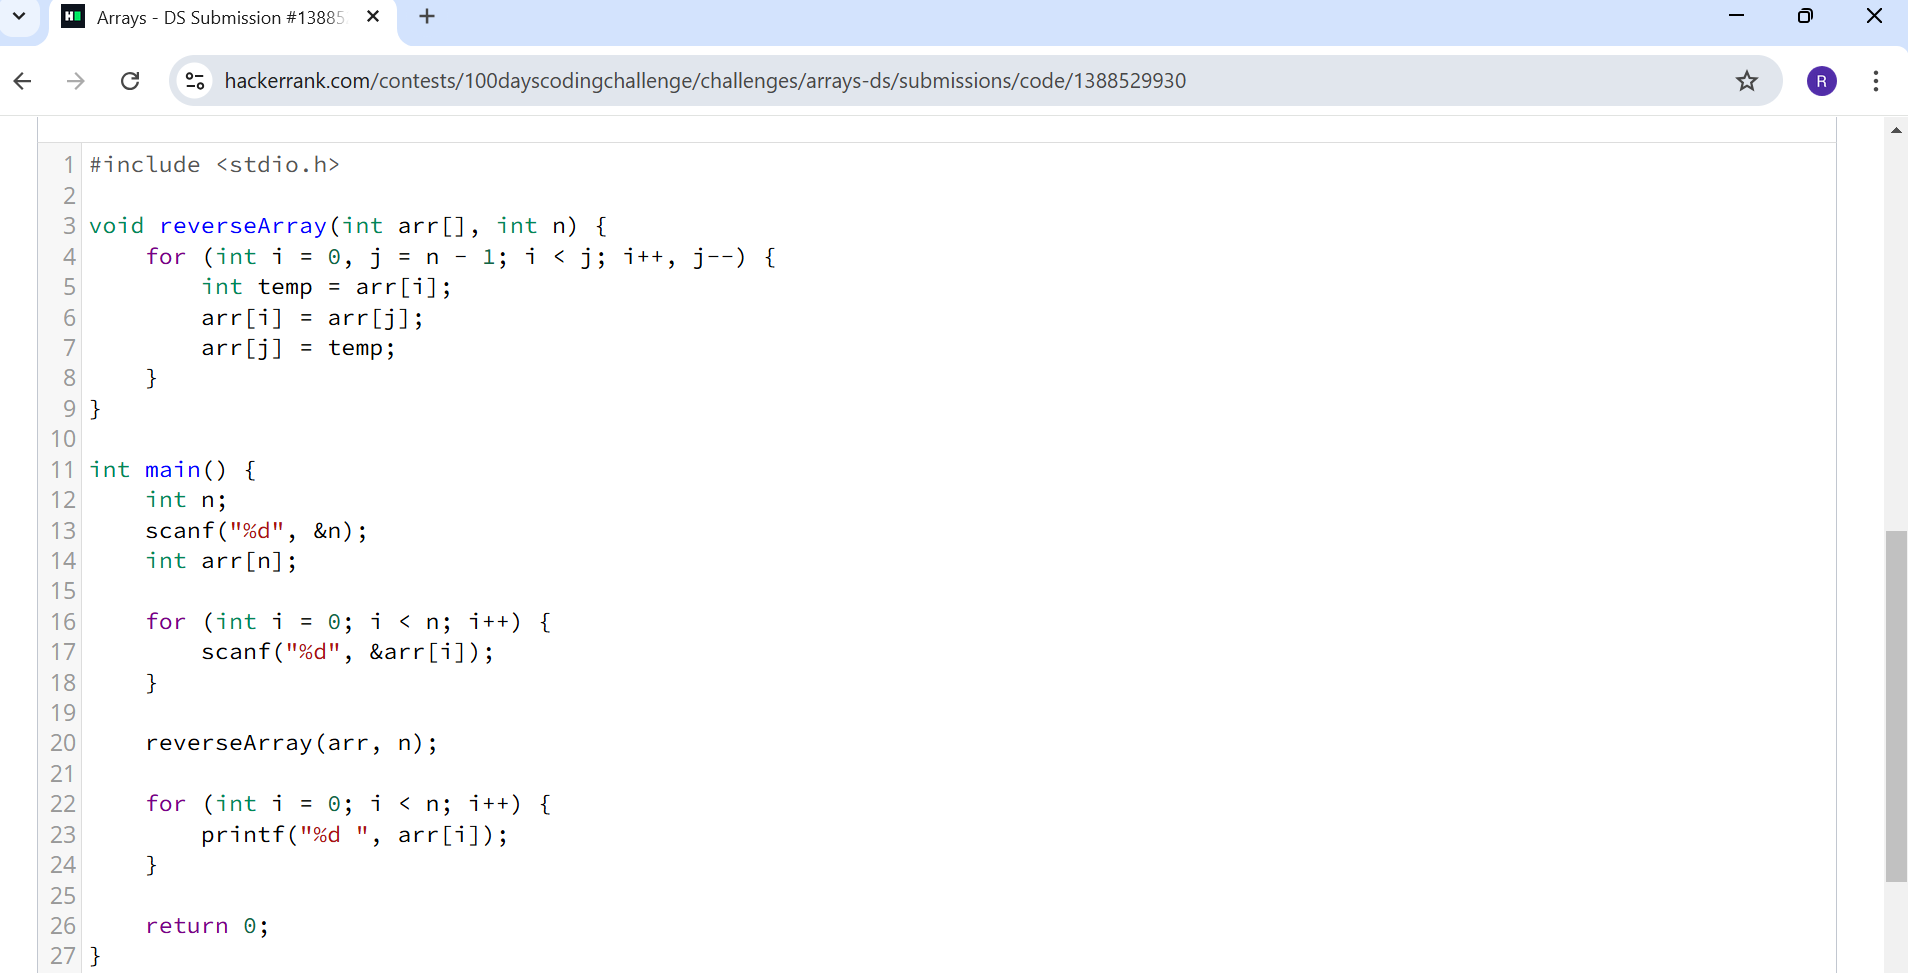 Arrays - DS Submission #13885
hackerrank.com/contests/100dayscodingchallenge/challenges/arrays-ds/submissions/code/1388529930
R
1 #include <stdio.h>
2
3 void reverseArray(int arr[], int n) {
4     for (int i = 0, j = n - 1; i < j; i++, j--) {
5         int temp = arr[i];
6         arr[i] = arr[j];
7         arr[j] = temp;
8     }
9 }
10
11 int main() {
12     int n;
13     scanf("%d", &n);
14     int arr[n];
15
16     for (int i = 0; i < n; i++) {
17         scanf("%d", &arr[i]);
18     }
19
20     reverseArray(arr, n);
21
22     for (int i = 0; i < n; i++) {
23         printf("%d ", arr[i]);
24     }
25
26     return 0;
27 }